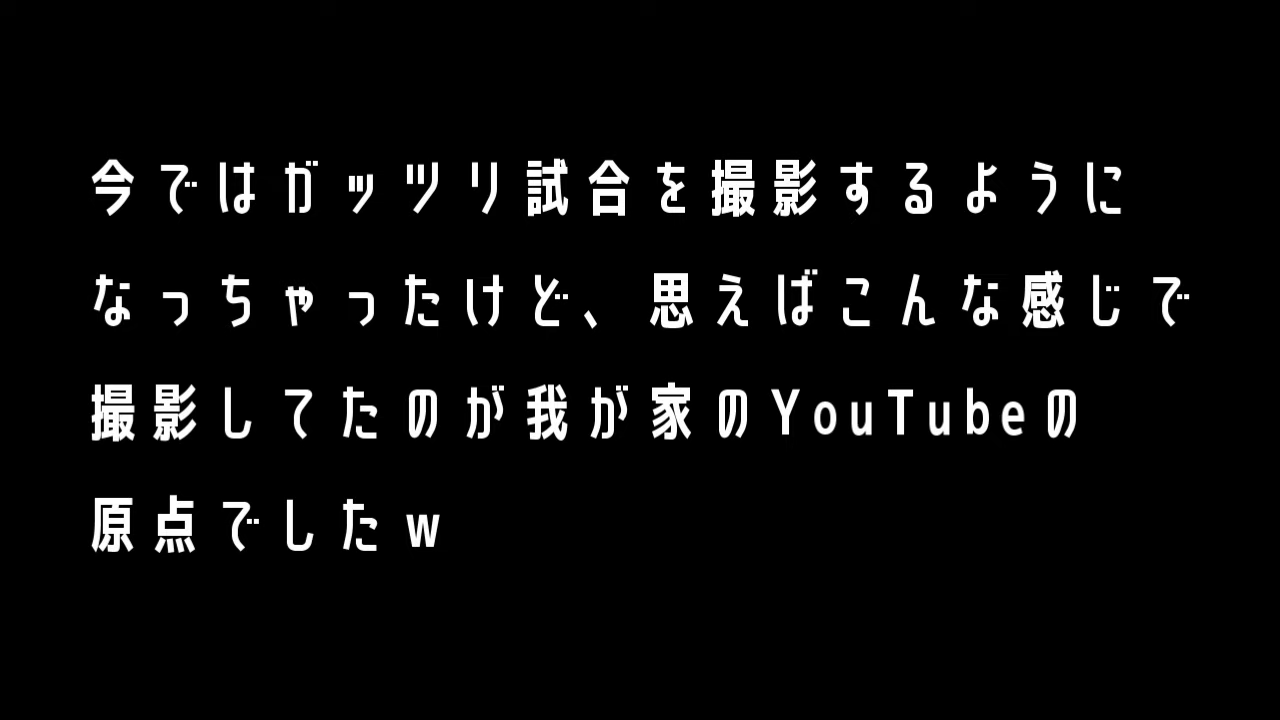 今ではガッツリ試合を撮影するように
なっちゃったけど、思えばこんな感じで
撮影してたのが我が家のYouTubeの
原点でしたw